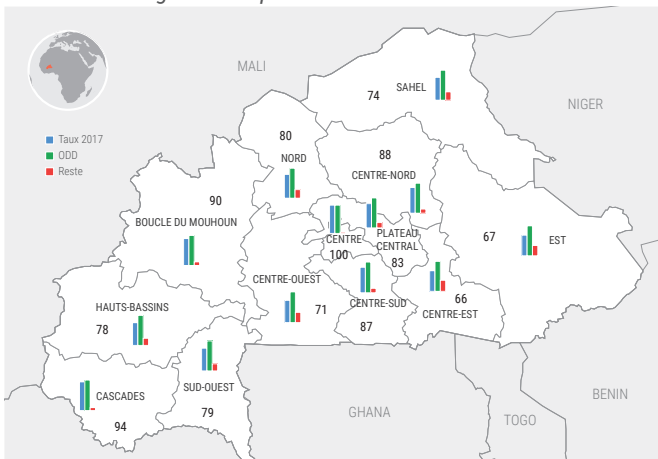 MALI
NIGER
Taux 2017
ODD
Reste
74
SAHEL
80
NORD
88
CENTRE-NORD
90
BOUCLE DU MOUHOUN
CENTRE
100
PLATEAU
CENTRAL
83
67
EST
CENTRE-OUEST
71
CENTRE-SUD
87
66
CENTRE-EST
HAUTS-BASSINS
78
SUD-OUEST
79
CASCADES
94
GHANA
TOGO
BENIN